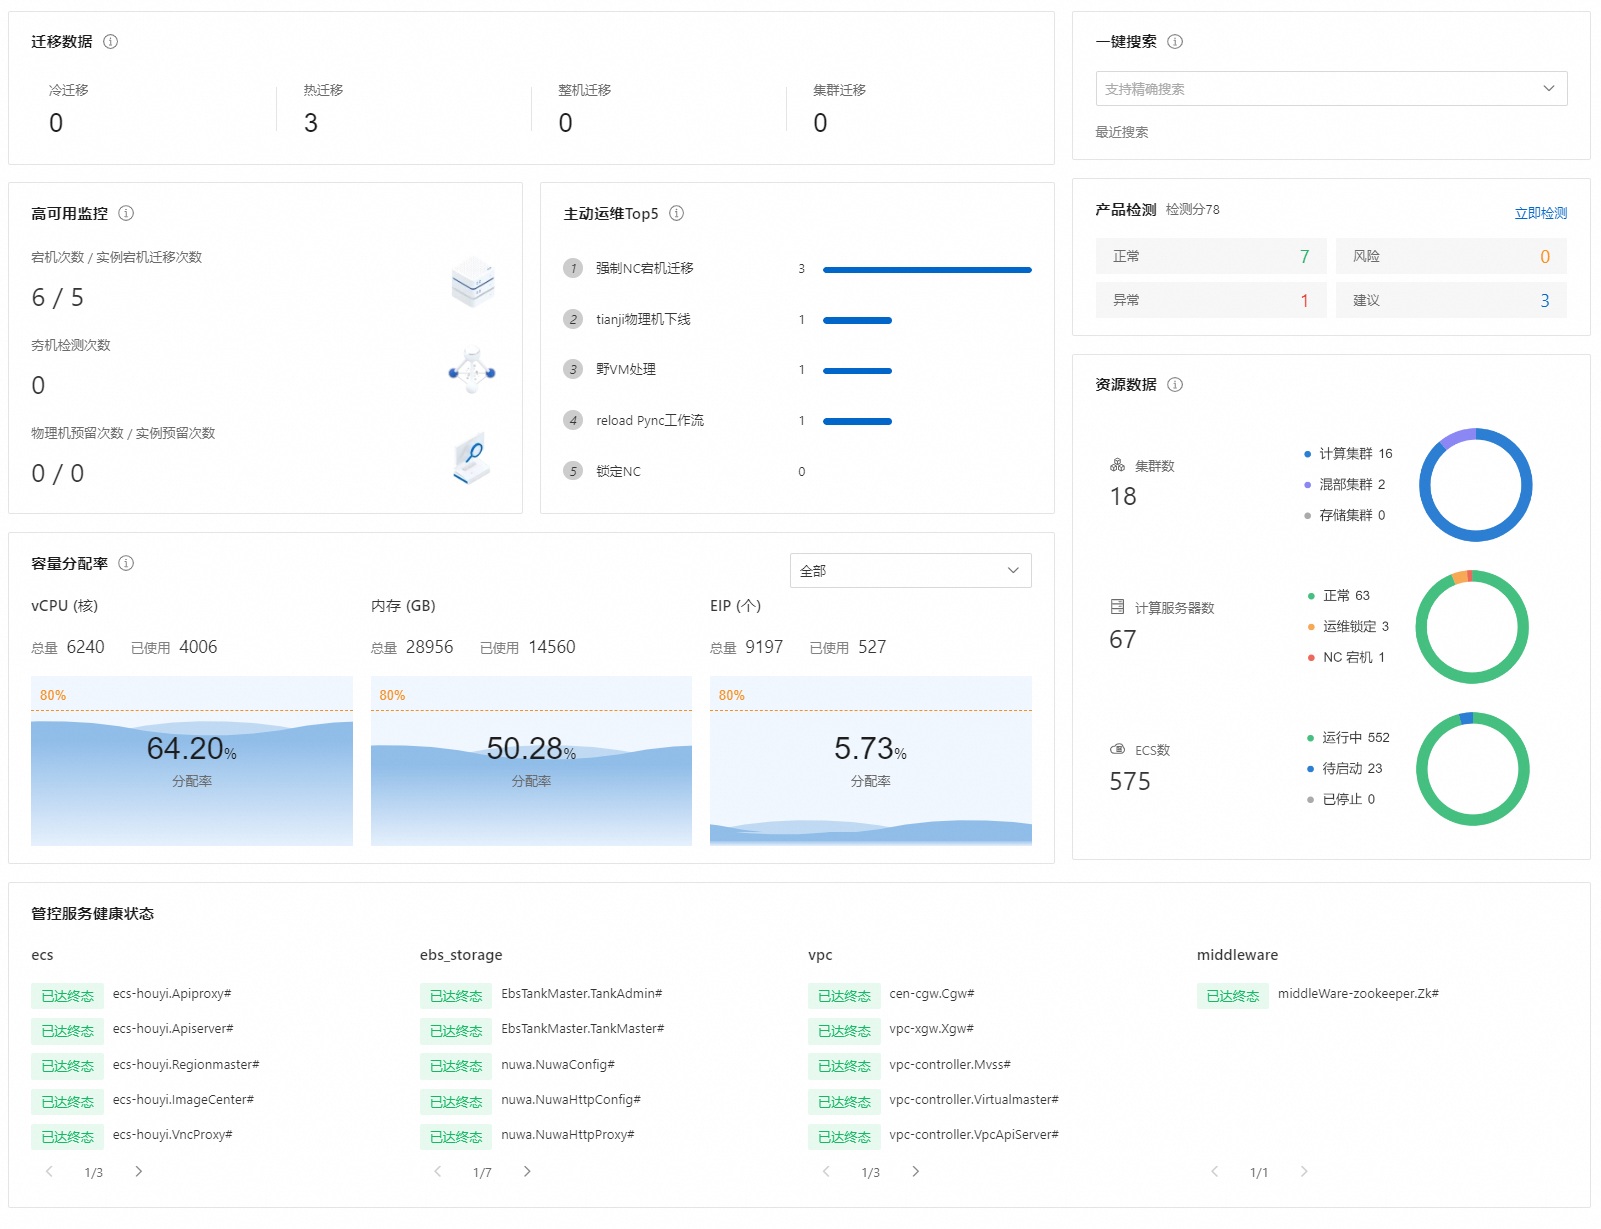 迁移数据
冷迁移
0
热迁移
3
整机迁移
0
集群迁移
0
一键搜索
支持精确搜索
最近搜索
高可用监控
宕机次数 / 实例宕机迁移次数
6 / 5
夯机检测次数
0
物理机预留次数 / 实例预留次数
0 / 0
主动运维Top5
1 强制NC宕机迁移 3
2 tianji物理机下线 1
3 野VM处理 1
4 reload Pync工作流 1
5 锁定NC 0
产品检测 检测分78 立即检测
正常 7
风险 0
异常 1
建议 3
资源数据
集群数
18
计算集群 16
混部集群 2
存储集群 0
计算服务器数
67
正常 63
运维锁定 3
NC 宕机 1
ECS数
575
运行中 552
待启动 23
已停止 0
容量分配率
全部
vCPU (核)
总量 6240 已使用 4006
80%
64.20%
分配率
内存 (GB)
总量 28956 已使用 14560
80%
50.28%
分配率
EIP (个)
总量 9197 已使用 527
80%
5.73%
分配率
管控服务健康状态
ecs
已达终态 ecs-houyi.Apiproxy#
已达终态 ecs-houyi.Apiserver#
已达终态 ecs-houyi.Regionmaster#
已达终态 ecs-houyi.ImageCenter#
已达终态 ecs-houyi.VncProxy#
1/3
ebs_storage
已达终态 EbsTankMaster.TankAdmin#
已达终态 EbsTankMaster.TankMaster#
已达终态 nuwa.NuwaConfig#
已达终态 nuwa.NuwaHttpConfig#
已达终态 nuwa.NuwaHttpProxy#
1/7
vpc
已达终态 cen-cgw.Cgw#
已达终态 vpc-xgw.Xgw#
已达终态 vpc-controller.Mvss#
已达终态 vpc-controller.Virtualmaster#
已达终态 vpc-controller.VpcApiServer#
1/3
middleware
已达终态 middleWare-zookeeper.Zk#
1/1